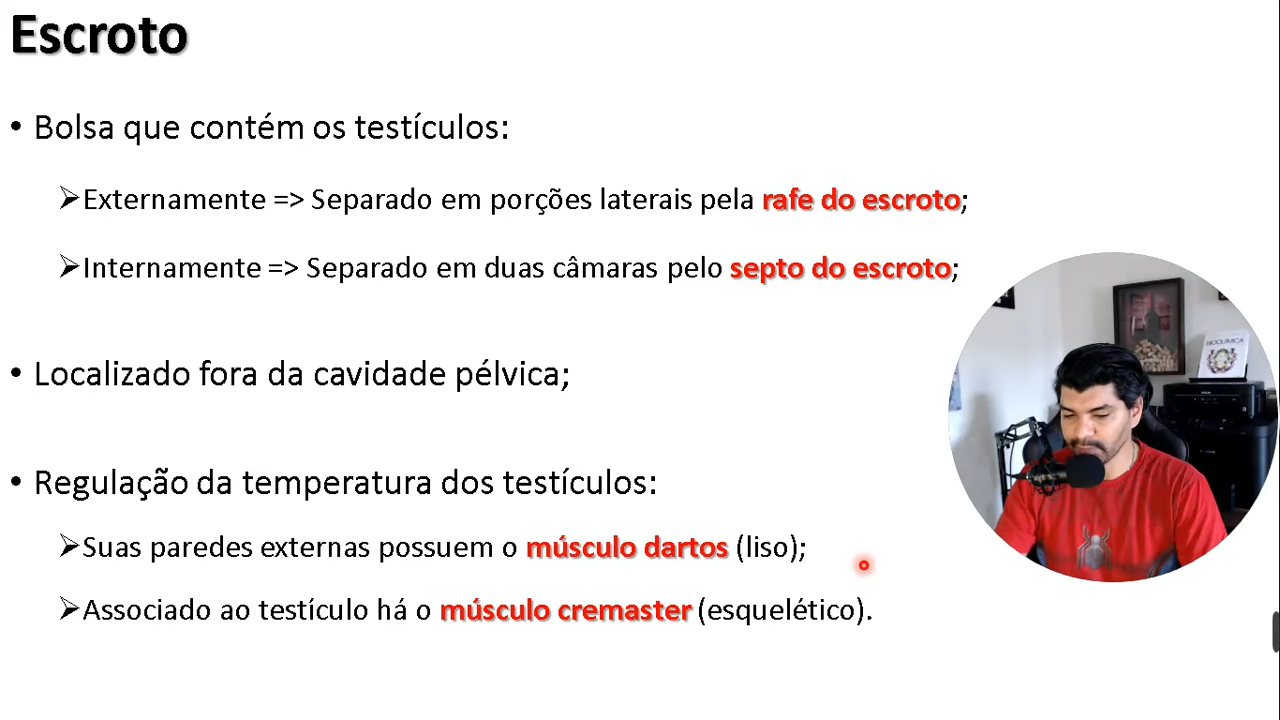 Escroto
• Bolsa que contém os testículos:
➢Externamente => Separado em porções laterais pela rafe do escroto;
➢Internamente => Separado em duas câmaras pelo septo do escroto;
• Localizado fora da cavidade pélvica;
• Regulação da temperatura dos testículos:
➢Suas paredes externas possuem o músculo dartos (liso);
➢Associado ao testículo há o músculo cremaster (esquelético).
BIOQUÍMICA